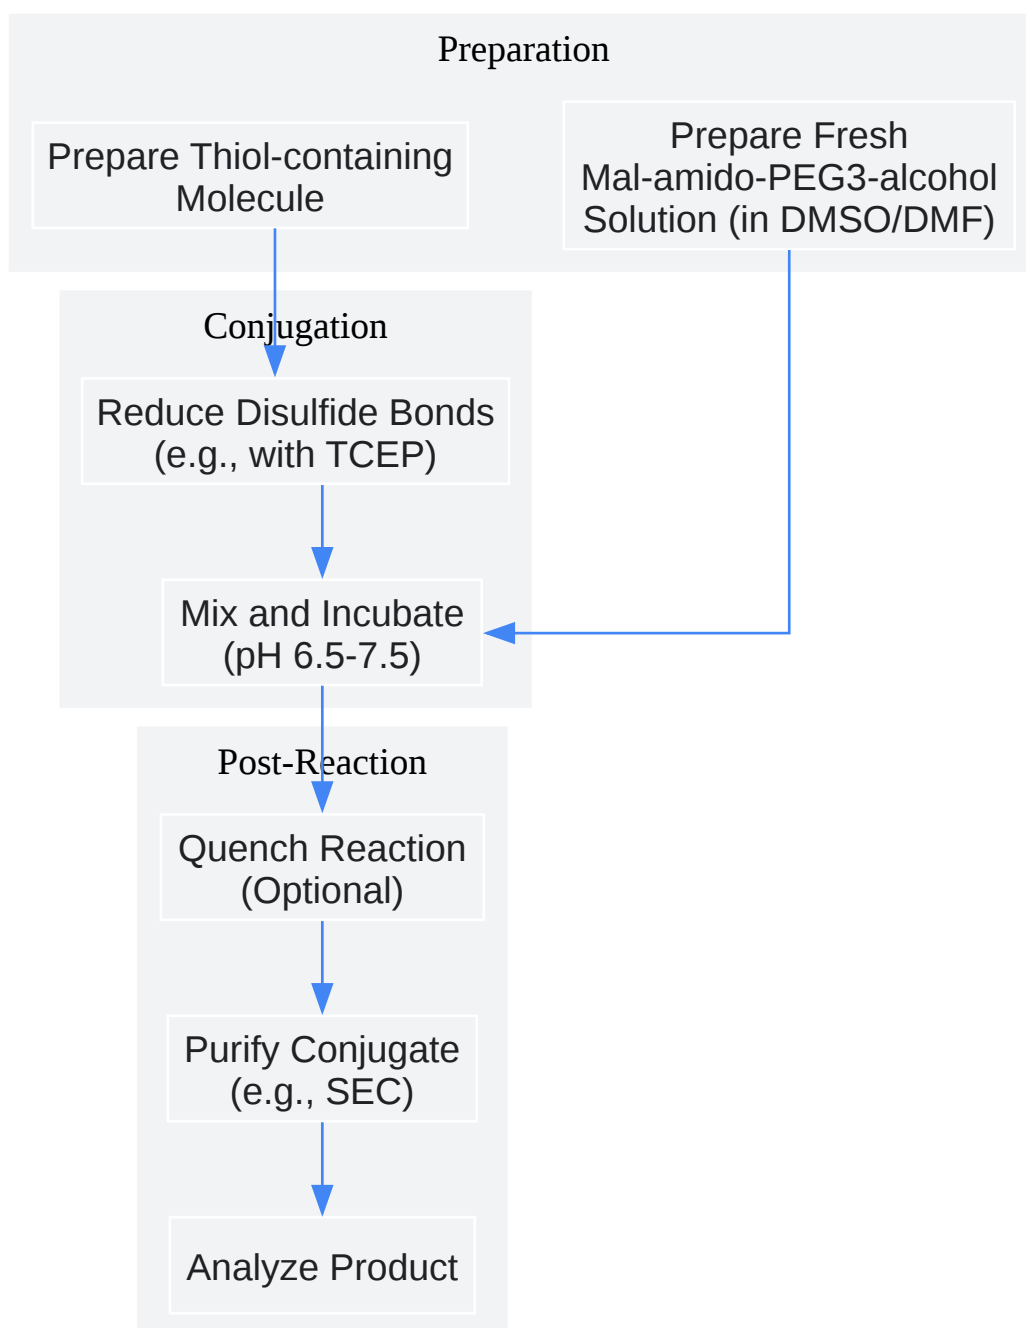 Preparation
Prepare Thiol-containing
Molecule
Prepare Fresh
Mal-amido-PEG3-alcohol
Solution (in DMSO/DMF)
Conjugation
Reduce Disulfide Bonds
(e.g., with TCEP)
Mix and Incubate
(pH 6.5-7.5)
Post-Reaction
Quench Reaction
(Optional)
Purify Conjugate
(e.g., SEC)
Analyze Product